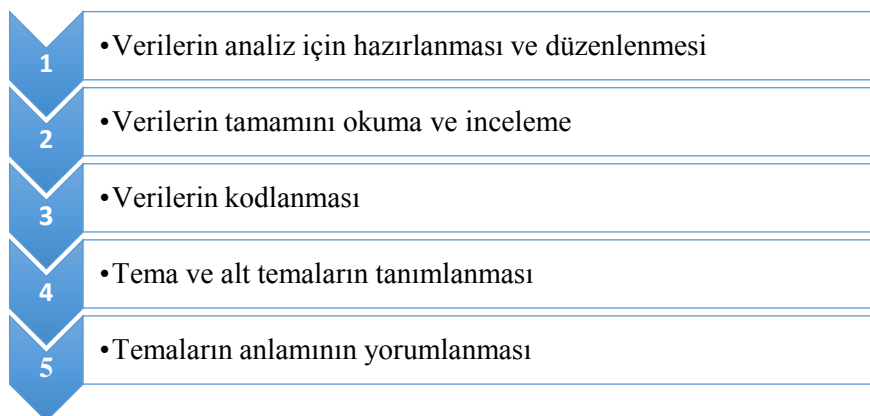 1
•Verilerin analiz için hazırlanması ve düzenlenmesi
2
•Verilerin tamamını okuma ve inceleme
3
•Verilerin kodlanması
4
•Tema ve alt temaların tanımlanması
5
•Temaların anlamının yorumlanması